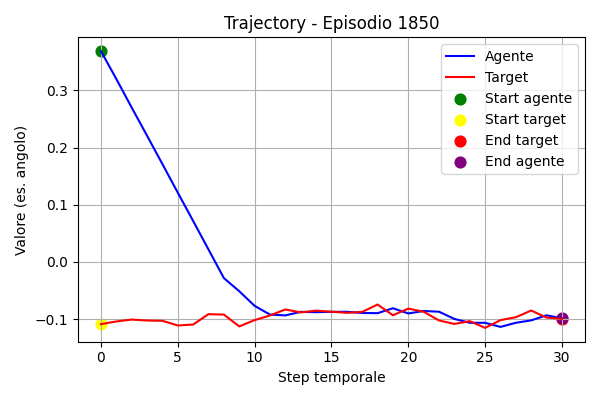 Trajectory - Episodio 1850
Agente
Target
Start agente
Start target
End target
End agente
Valore (es. angolo)
0.3
0.2
0.1
0.0
−0.1
0
5
10
15
20
25
30
Step temporale